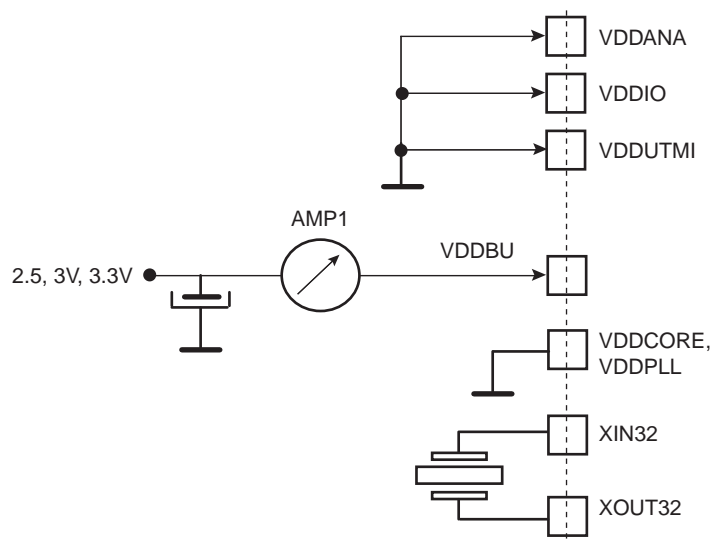 VDDANA
VDDIO
VDDUTMI
AMP1
VDDBU
2.5, 3V, 3.3V
VDDCORE,
VDDPLL
XIN32
XOUT32